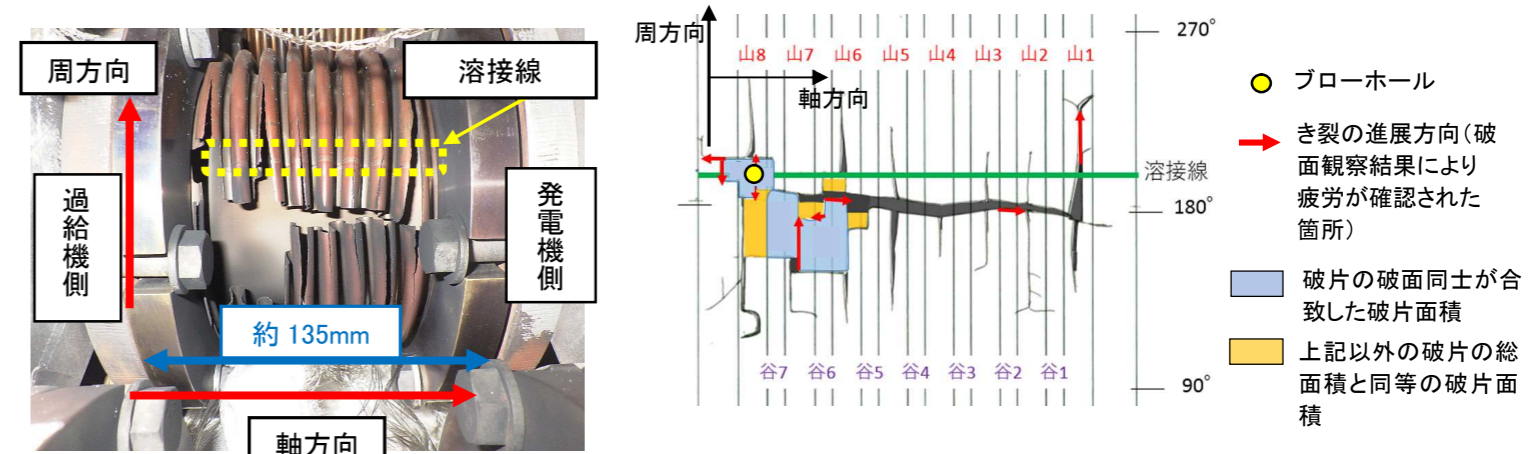 周方向
溶接線
過給機側
発電機側
約 135mm
軸方向
周方向
270°
山8 山7 山6 山5 山4 山3 山2 山1
軸方向
溶接線
180°
谷7 谷6 谷5 谷4 谷3 谷2 谷1
90°
ブローホール
き裂の進展方向(破
面観察結果により
疲労が確認された
箇所)
破片の破面同士が合
致した破片面積
上記以外の破片の総
面積と同等の破片面
積